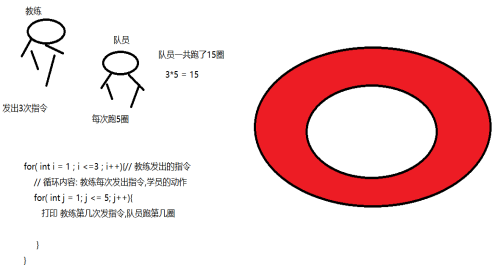 教练
队员
队员一共跑了15圈
3*5 = 15
发出3次指令
每次跑5圈
for( int i = 1 ; i <=3 ; i++){// 教练发出的指令
// 循环内容: 教练每次发出指令,学员的动作
for( int j = 1; j <= 5; j++){
打印 教练第几次发指令,队员跑第几圈
}
}